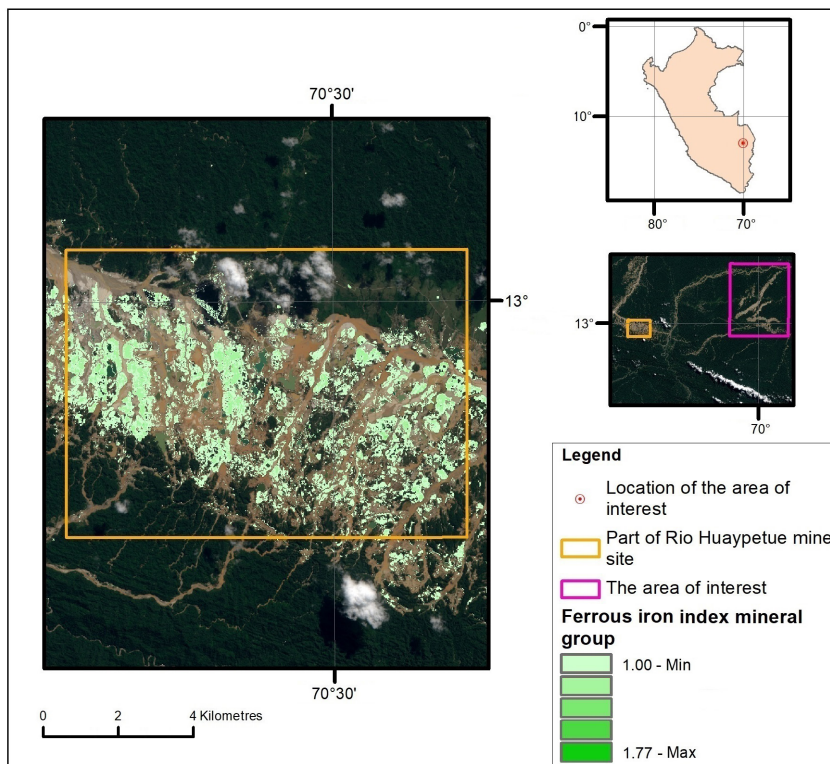 70°30'
13°
70°30'
0 2 4 Kilometres
0°
10°
80° 70°
13°
70°
Legend
Location of the area of
interest
Part of Rio Huaypetue mine
site
The area of interest
Ferrous iron index mineral
group
1.00 - Min
1.77 - Max